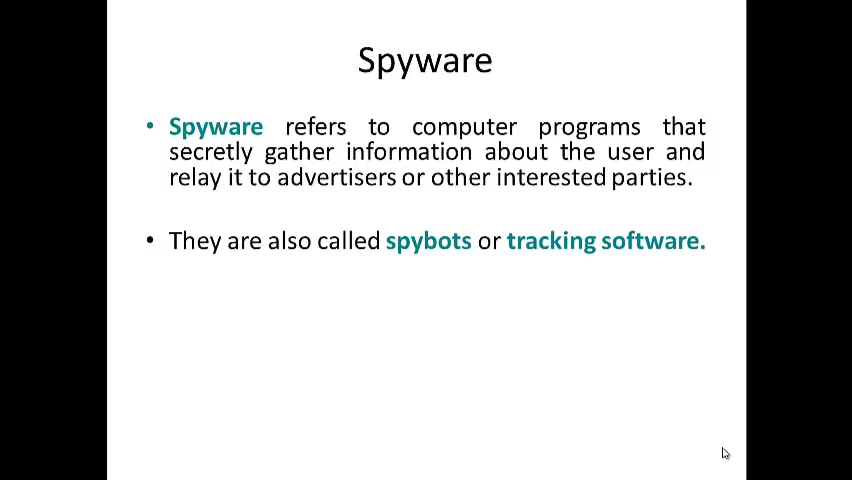 Spyware
• Spyware refers to computer programs that
secretly gather information about the user and
relay it to advertisers or other interested parties.
• They are also called spybots or tracking software.